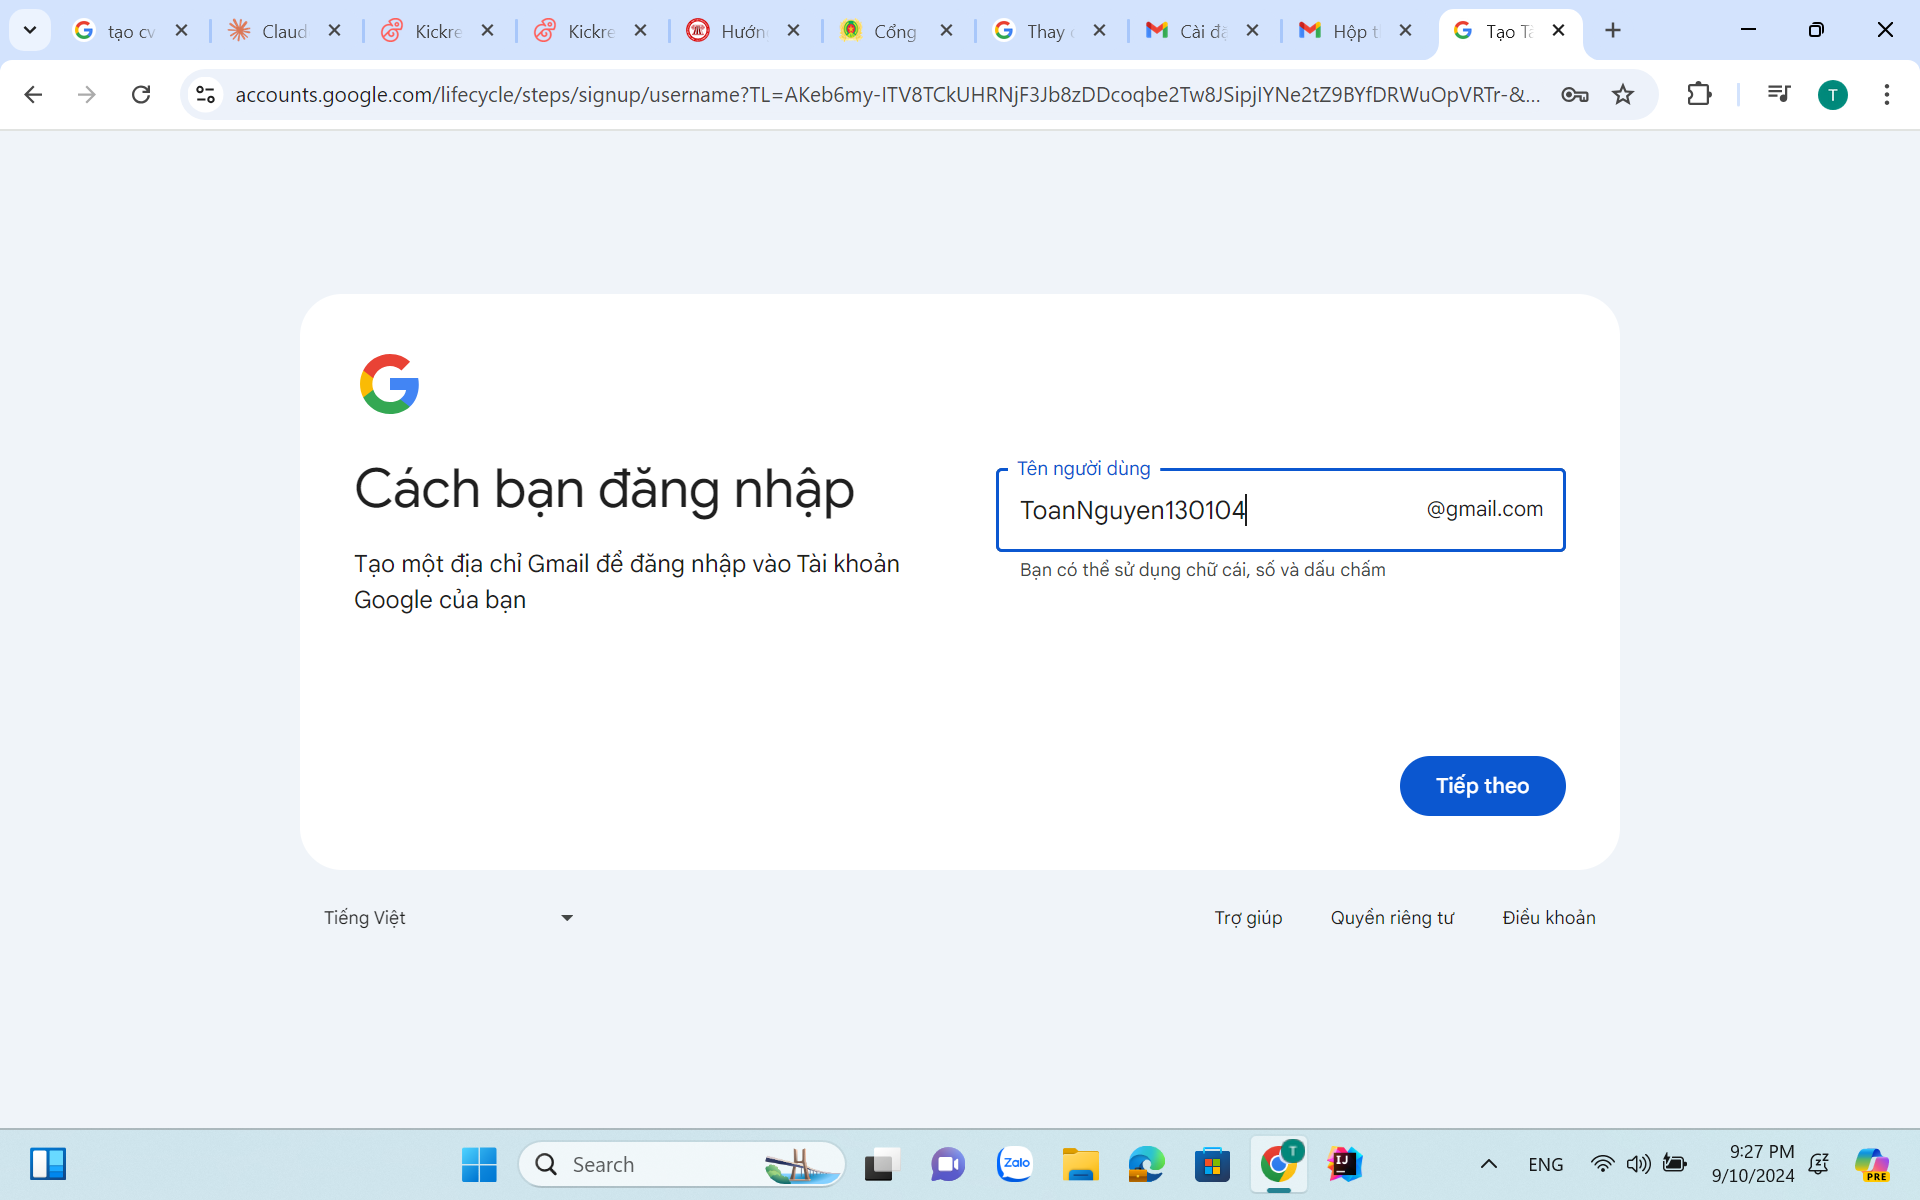 tạo cv
Claud
Kickre
Kickre
Hướn
Cổng
Thay
Cài đặ
Hộp t
Tạo Tà
accounts.google.com/lifecycle/steps/signup/username?TL=AKeb6my-ITV8TCkUHRNjF3Jb8zDDcoqbe2Tw8JSipjIYNe2tZ9BYfDRWuOpVRTr-&...
T
Cách bạn đăng nhập
Tạo một địa chỉ Gmail để đăng nhập vào Tài khoản
Google của bạn
Tên người dùng
ToanNguyen130104
@gmail.com
Bạn có thể sử dụng chữ cái, số và dấu chấm
Tiếp theo
Tiếng Việt
Trợ giúp
Quyền riêng tư
Điều khoản
Search
Zalo
T
IJ
ENG
9:27 PM
9/10/2024
PRE